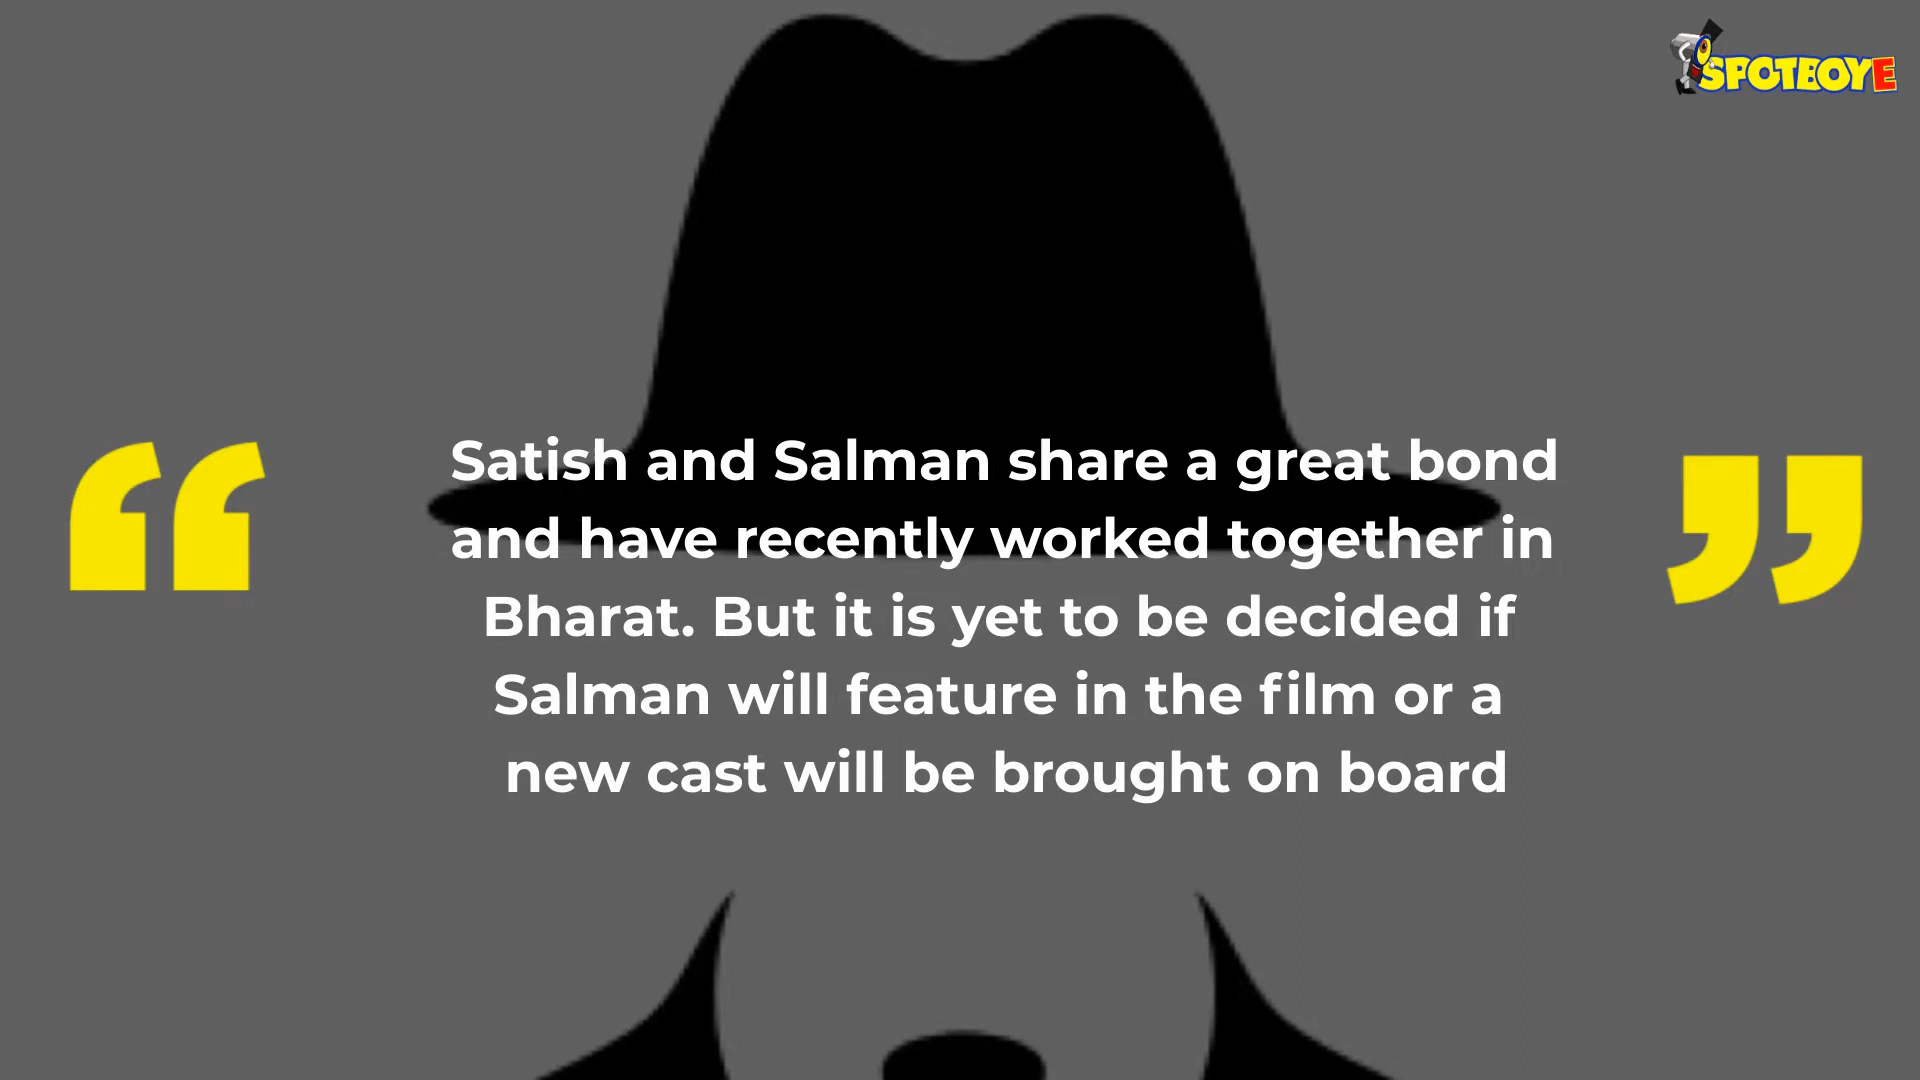 SPOTBOYE
Satish and Salman share a great bond
and have recently worked together in
Bharat. But it is yet to be decided if
Salman will feature in the film or a
new cast will be brought on board